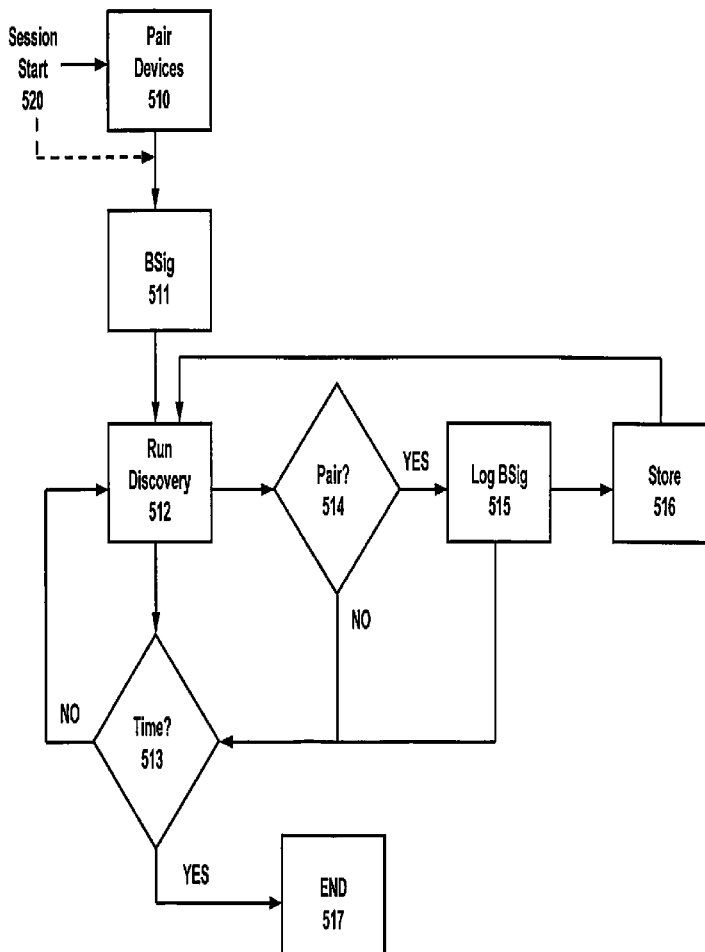 Session
Start
520
Pair
Devices
510
BSig
511
Run
Discovery
512
Pair?
514
YES
Log BSig
515
Store
516
NO
NO
Time?
513
YES
END
517